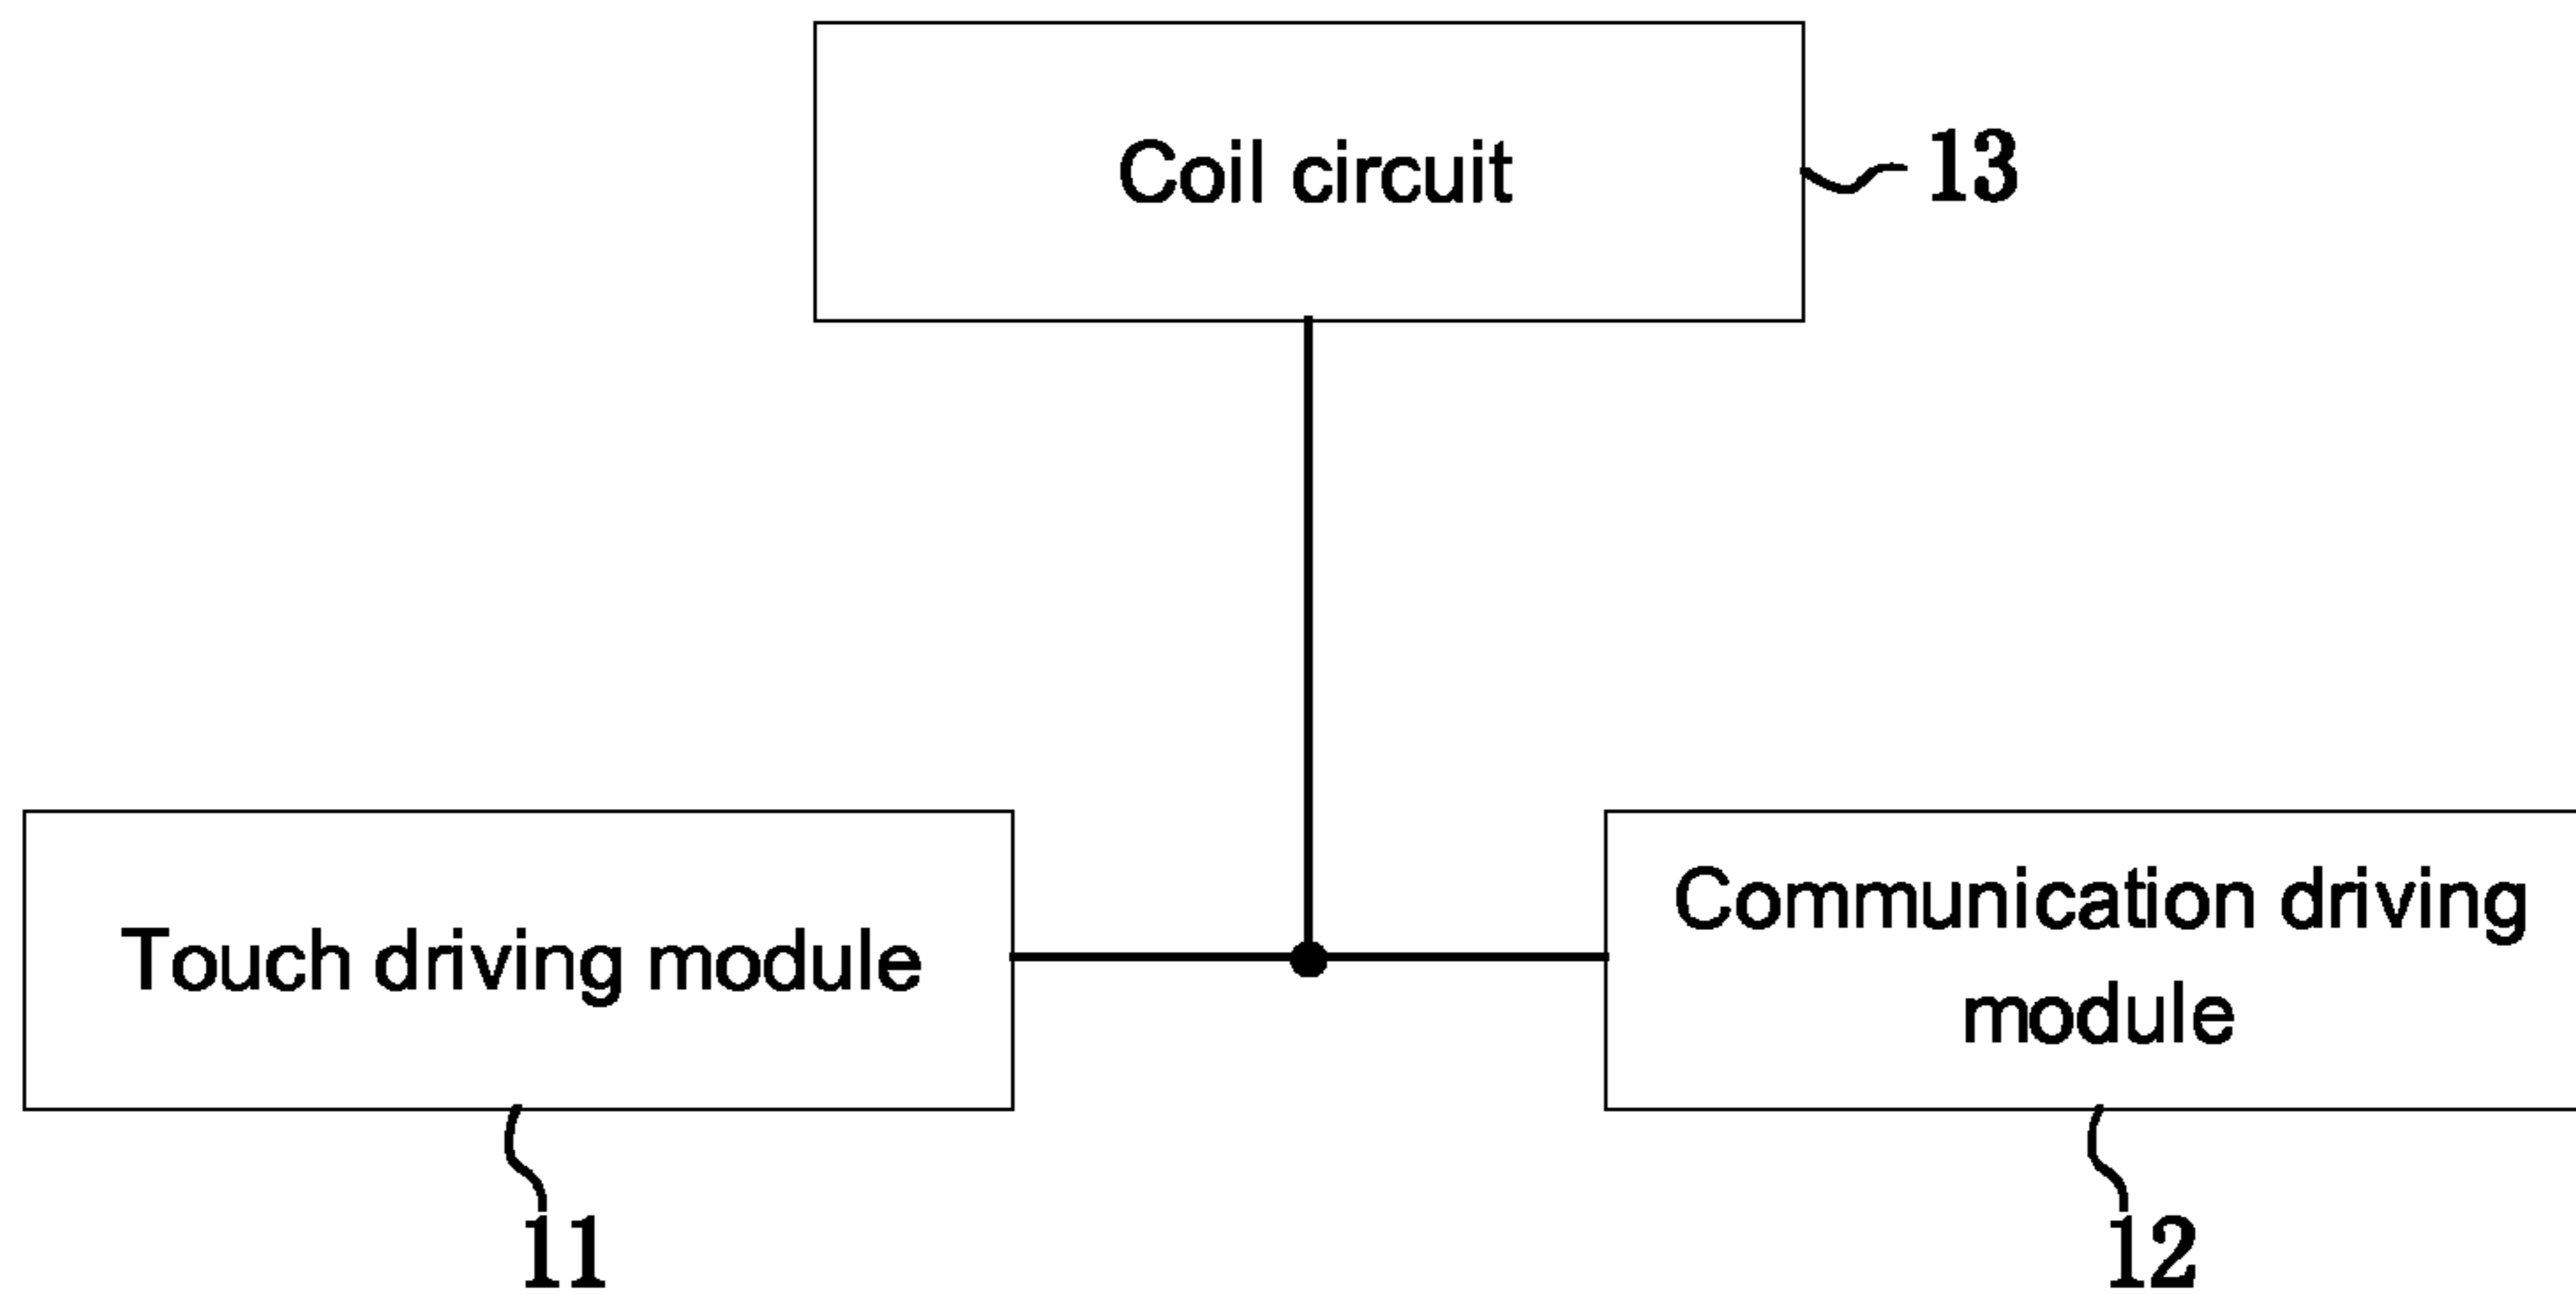 Coil circuit
13
Touch driving module
Communication driving
module
11
12